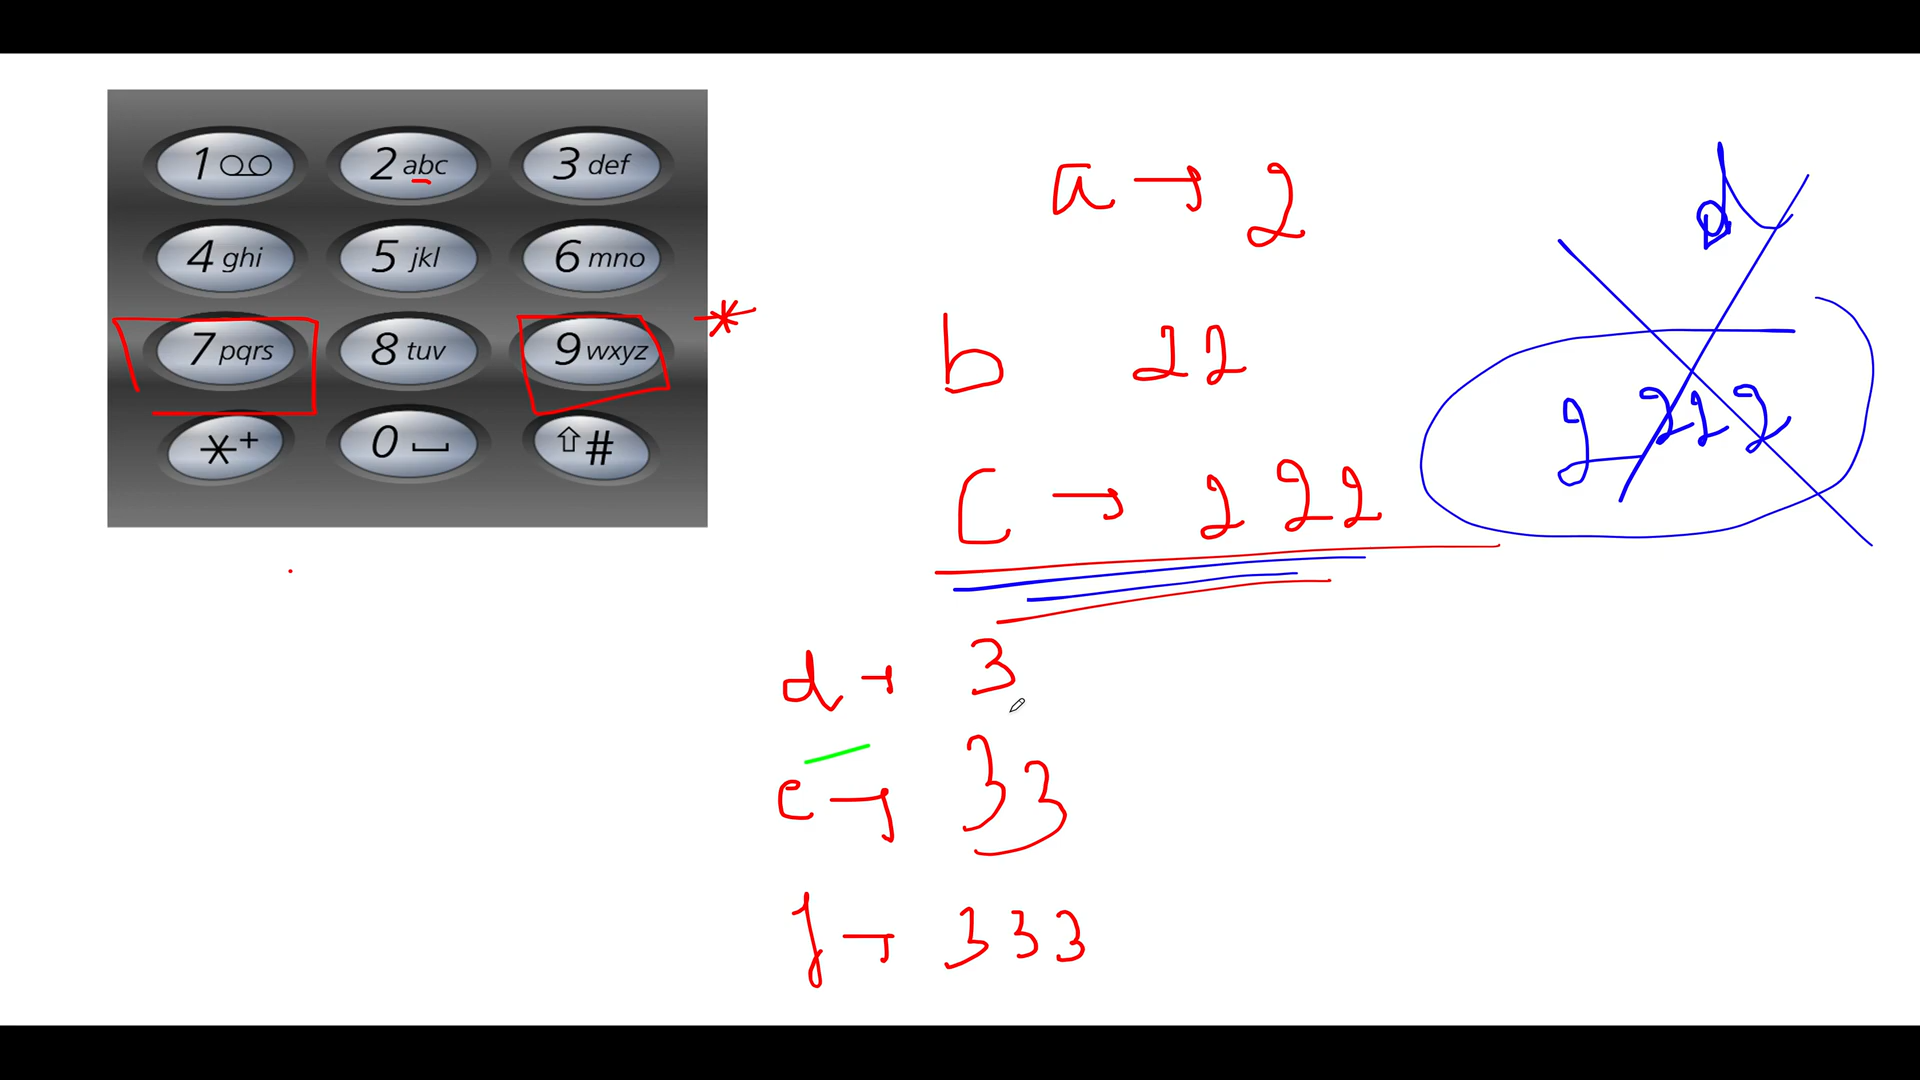 1
2 abc
3 def
4 ghi
5 jkl
6 mno
7 pqrs
8 tuv
9 wxyz
*+
0
⇧#
*
a → 2
b 22
c → 222
d
2222
d → 3
e → 33
f → 333